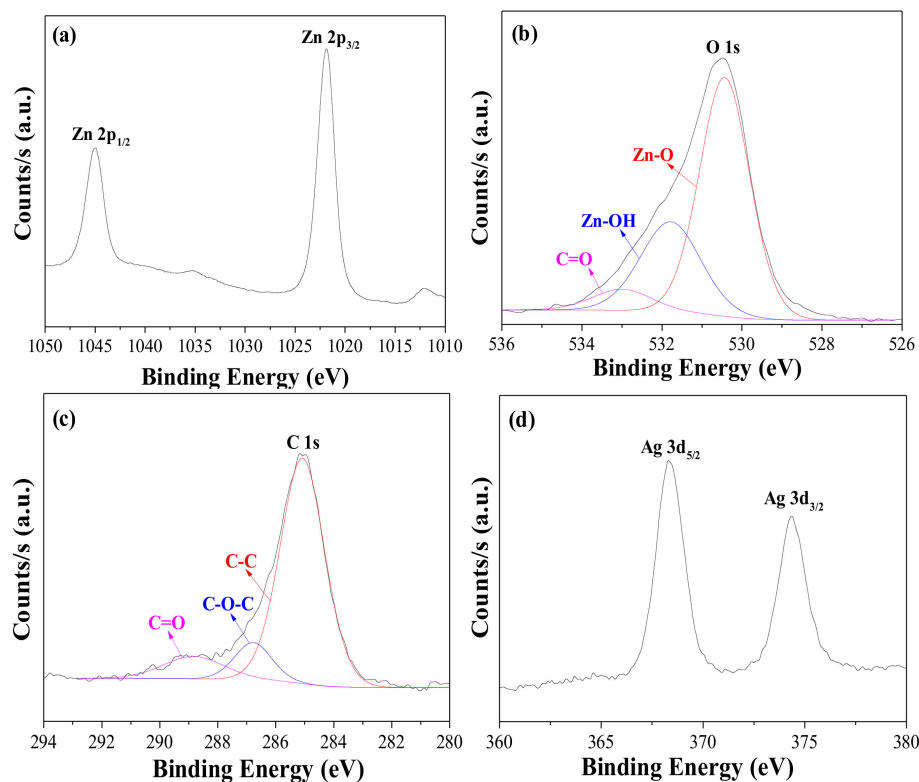 (a)
Zn 2p3/2
Zn 2p1/2
Counts/s (a.u.)
1050 1045 1040 1035 1030 1025 1020 1015 1010
Binding Energy (eV)
(b)
O 1s
Zn-O
Zn-OH
C=O
Counts/s (a.u.)
536 534 532 530 528 526
Binding Energy (eV)
(c)
C 1s
C-C
C-O-C
C=O
Counts/s (a.u.)
294 292 290 288 286 284 282 280
Binding Energy (eV)
(d)
Ag 3d5/2
Ag 3d3/2
Counts/s (a.u.)
360 365 370 375 380
Binding Energy (eV)